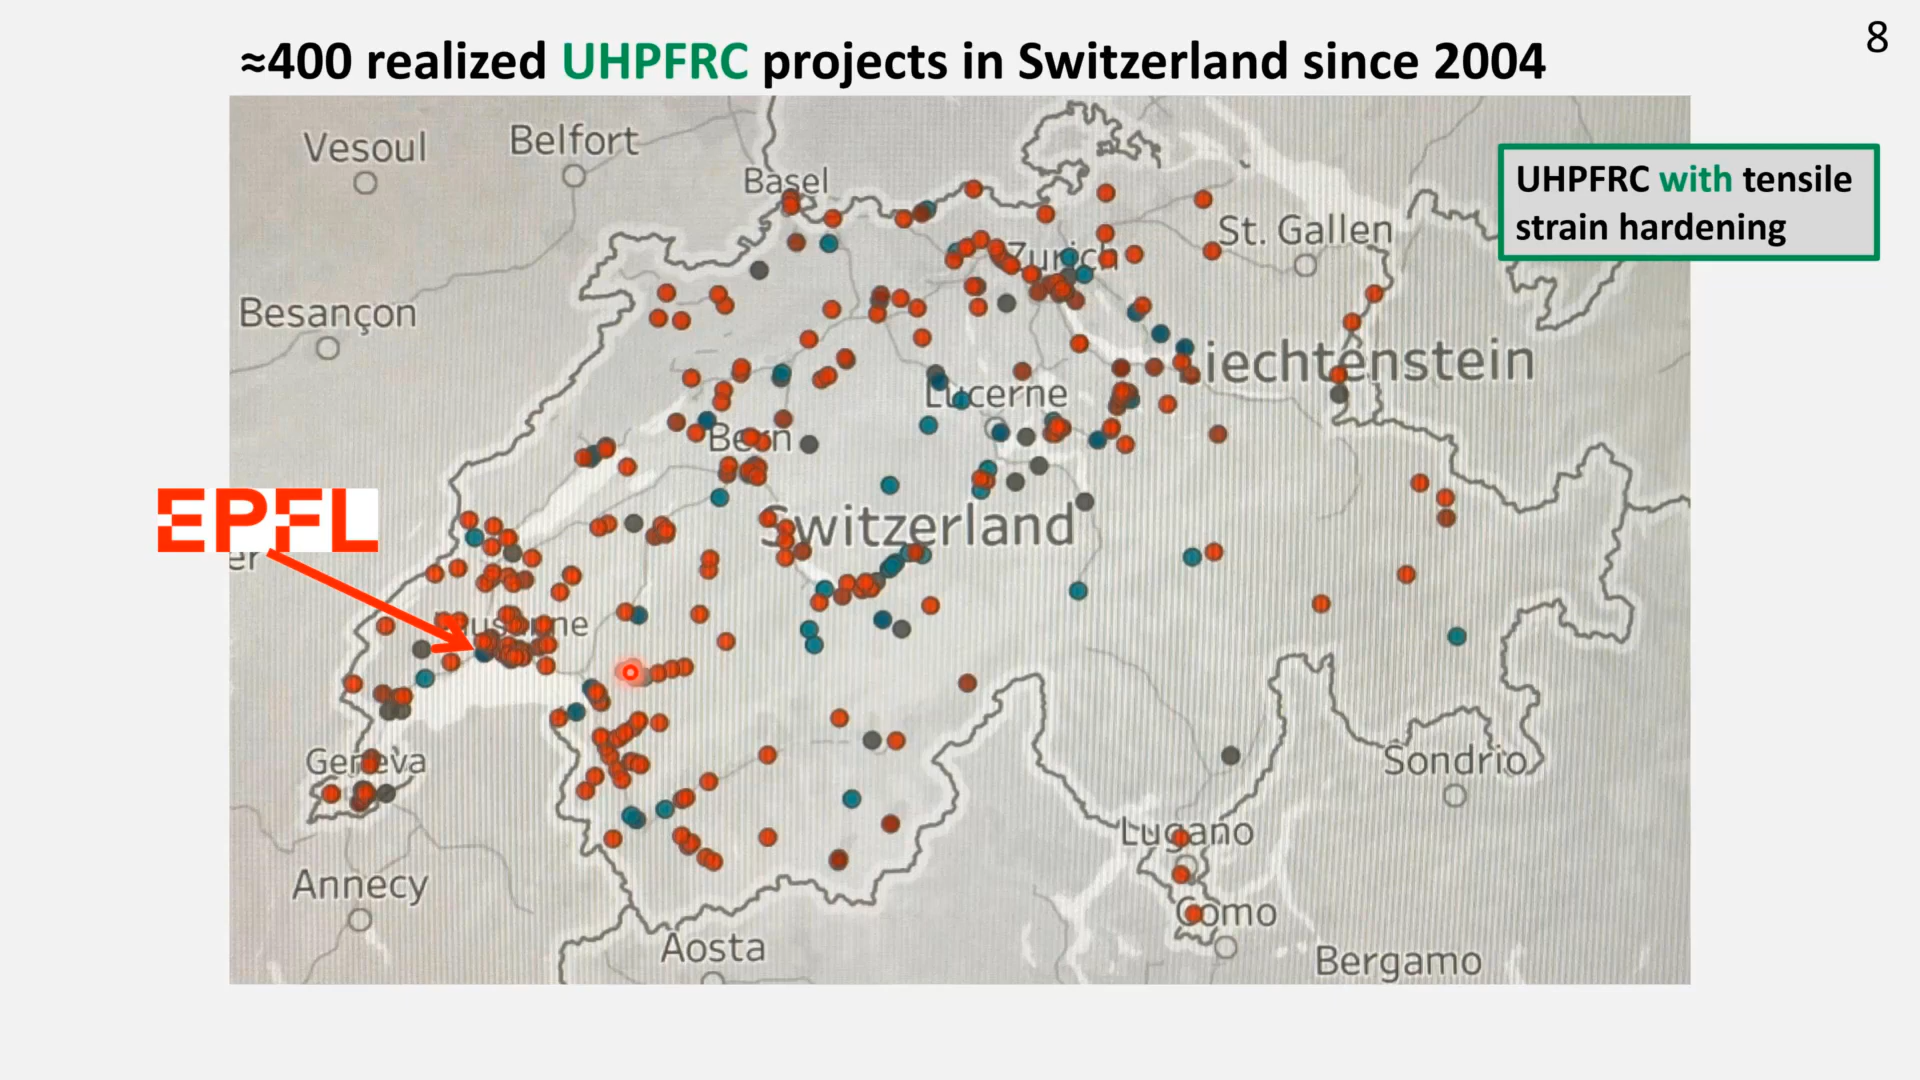 ≈400 realized UHPFRC projects in Switzerland since 2004
8
UHPFRC with tensile
strain hardening
Vesoul
Belfort
Basel
St. Gallen
Zurich
Besançon
Liechtenstein
Lucerne
Bern
EPFL
Switzerland
er
Lausanne
Geneva
Sondrio
Lugano
Annecy
Como
Aosta
Bergamo